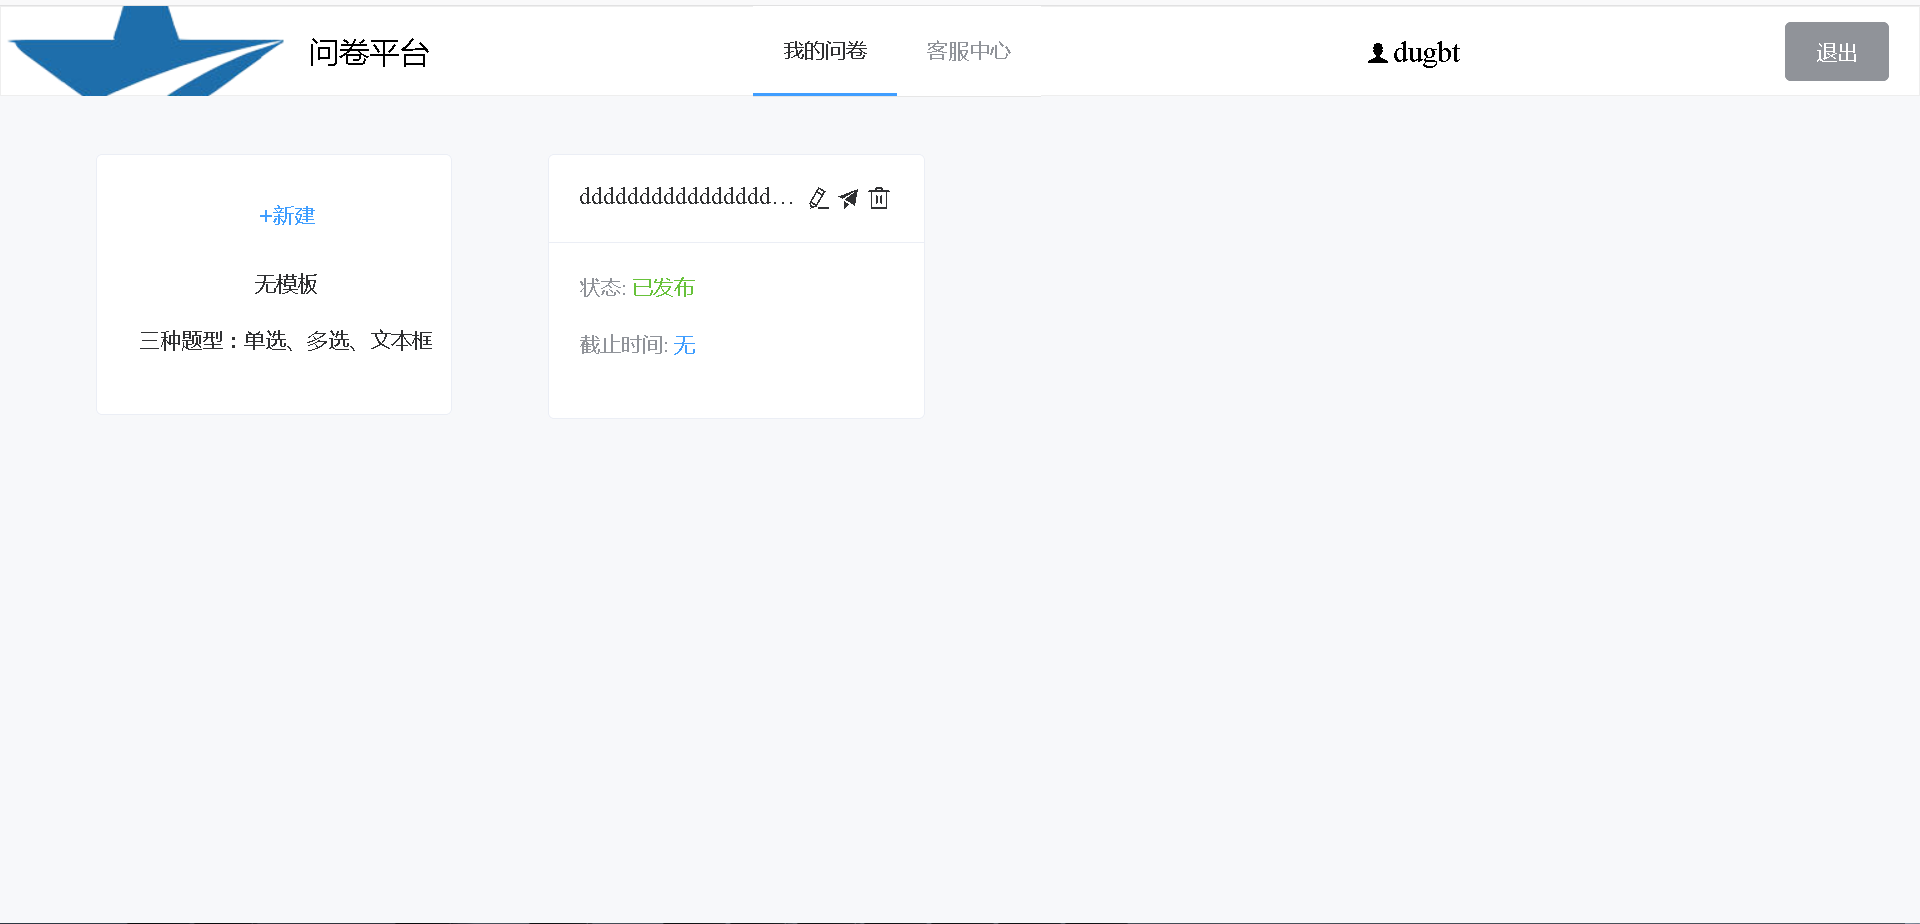 问卷平台
我的问卷
客服中心
dugbt
退出
+新建
无模板
三种题型：单选、多选、文本框
dddddddddddddddd...
状态: 已发布
截止时间: 无